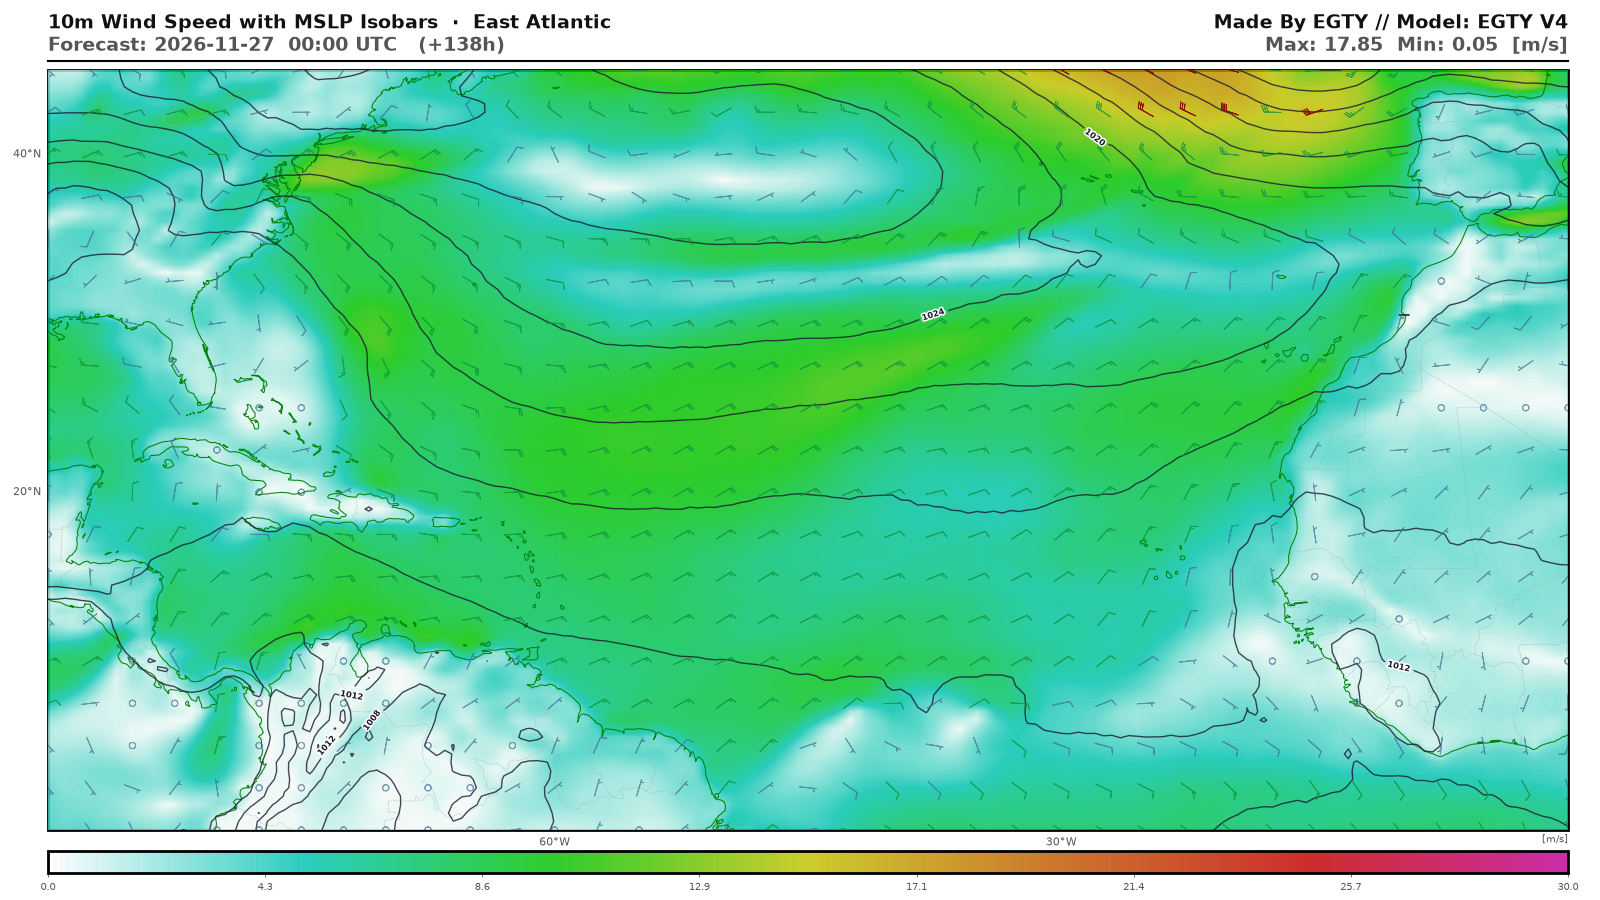 10m Wind Speed with MSLP Isobars · East Atlantic
Made By EGTY // Model: EGTY V4
Forecast: 2026-11-27 00:00 UTC (+138h)
Max: 17.85 Min: 0.05 [m/s]
1020
40°N
1024
20°N
1012
1012
1008
1012
60°W
30°W
[m/s]
0.0
4.3
8.6
12.9
17.1
21.4
25.7
30.0